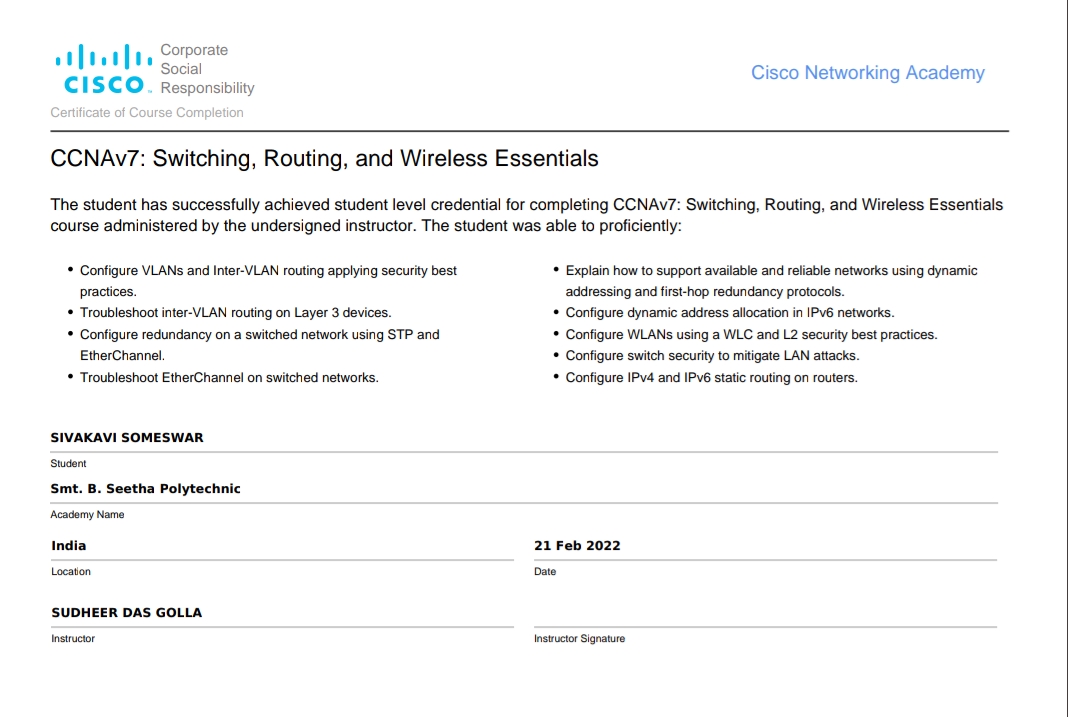 Corporate
Social
Responsibility
CISCO
Cisco Networking Academy
Certificate of Course Completion
CCNAv7: Switching, Routing, and Wireless Essentials
The student has successfully achieved student level credential for completing CCNAv7: Switching, Routing, and Wireless Essentials
course administered by the undersigned instructor. The student was able to proficiently:
• Configure VLANs and Inter-VLAN routing applying security best
practices.
• Troubleshoot inter-VLAN routing on Layer 3 devices.
• Configure redundancy on a switched network using STP and
EtherChannel.
• Troubleshoot EtherChannel on switched networks.
• Explain how to support available and reliable networks using dynamic
addressing and first-hop redundancy protocols.
• Configure dynamic address allocation in IPv6 networks.
• Configure WLANs using a WLC and L2 security best practices.
• Configure switch security to mitigate LAN attacks.
• Configure IPv4 and IPv6 static routing on routers.
SIVAKAVI SOMESWAR
Student
Smt. B. Seetha Polytechnic
Academy Name
India
Location
21 Feb 2022
Date
SUDHEER DAS GOLLA
Instructor
Instructor Signature